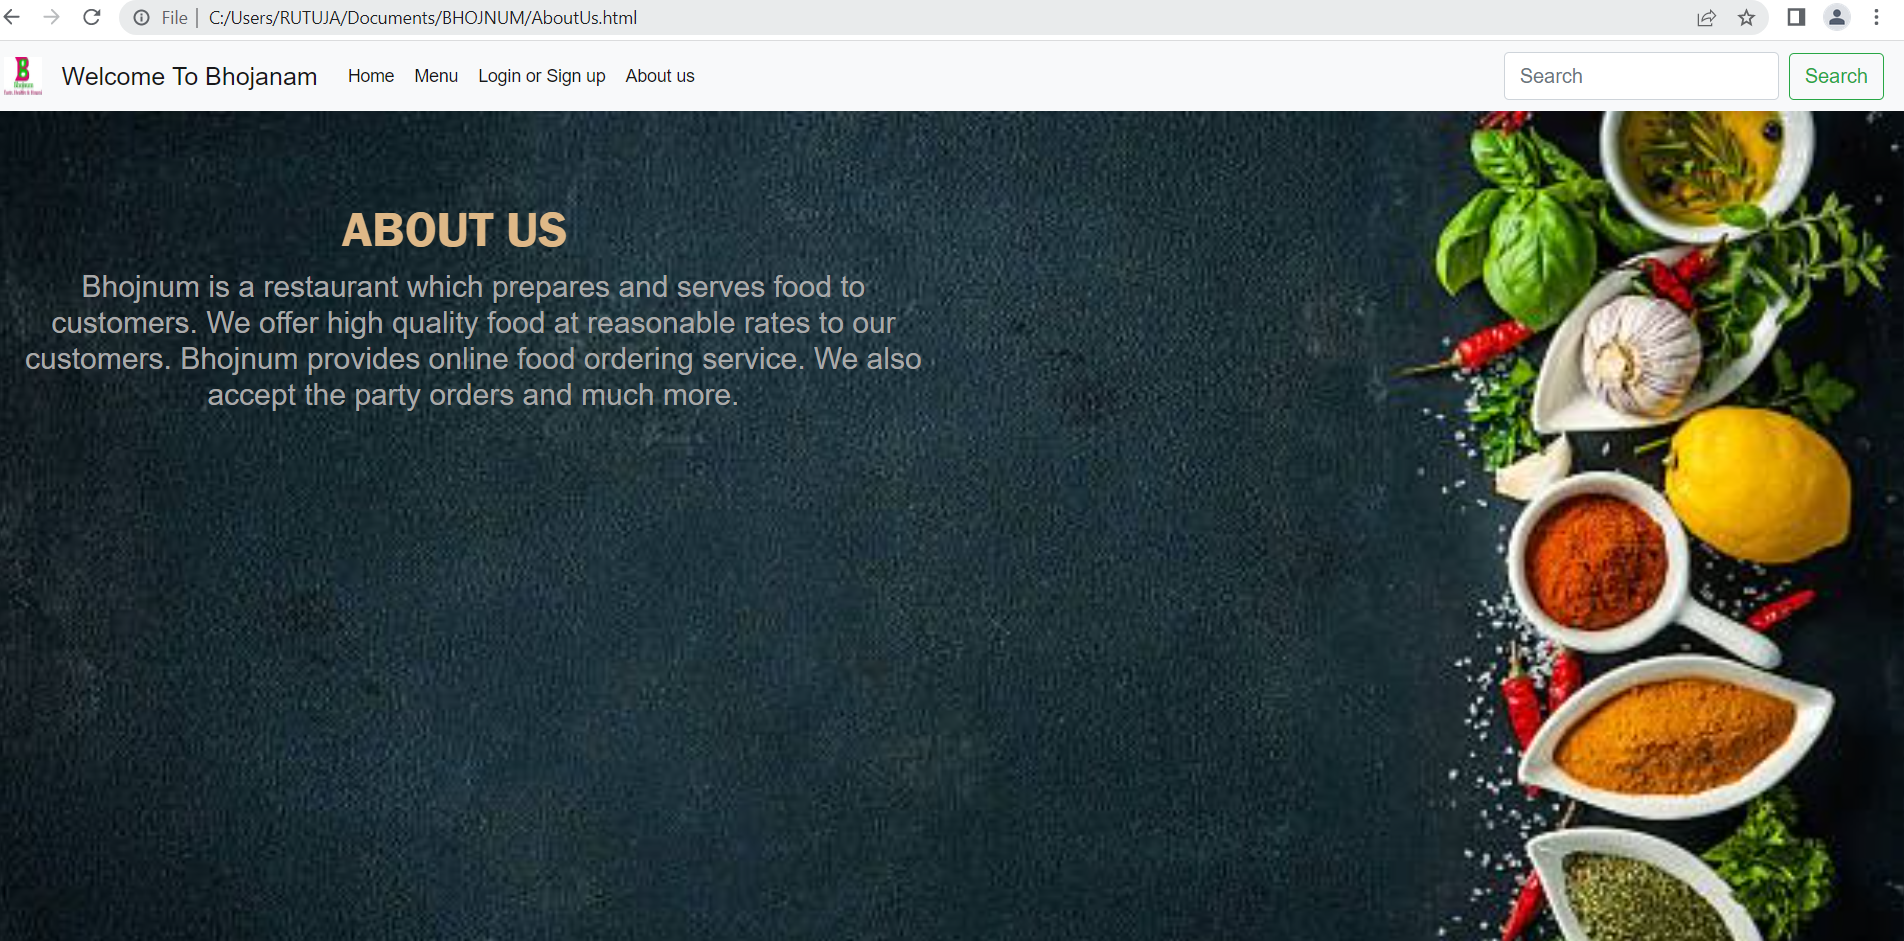 File | C:/Users/RUTUJA/Documents/BHOJNUM/AboutUs.html
B
Welcome To Bhojanam Home Menu Login or Sign up About us Search Search
ABOUT US
Bhojnum is a restaurant which prepares and serves food to
customers. We offer high quality food at reasonable rates to our
customers. Bhojnum provides online food ordering service. We also
accept the party orders and much more.